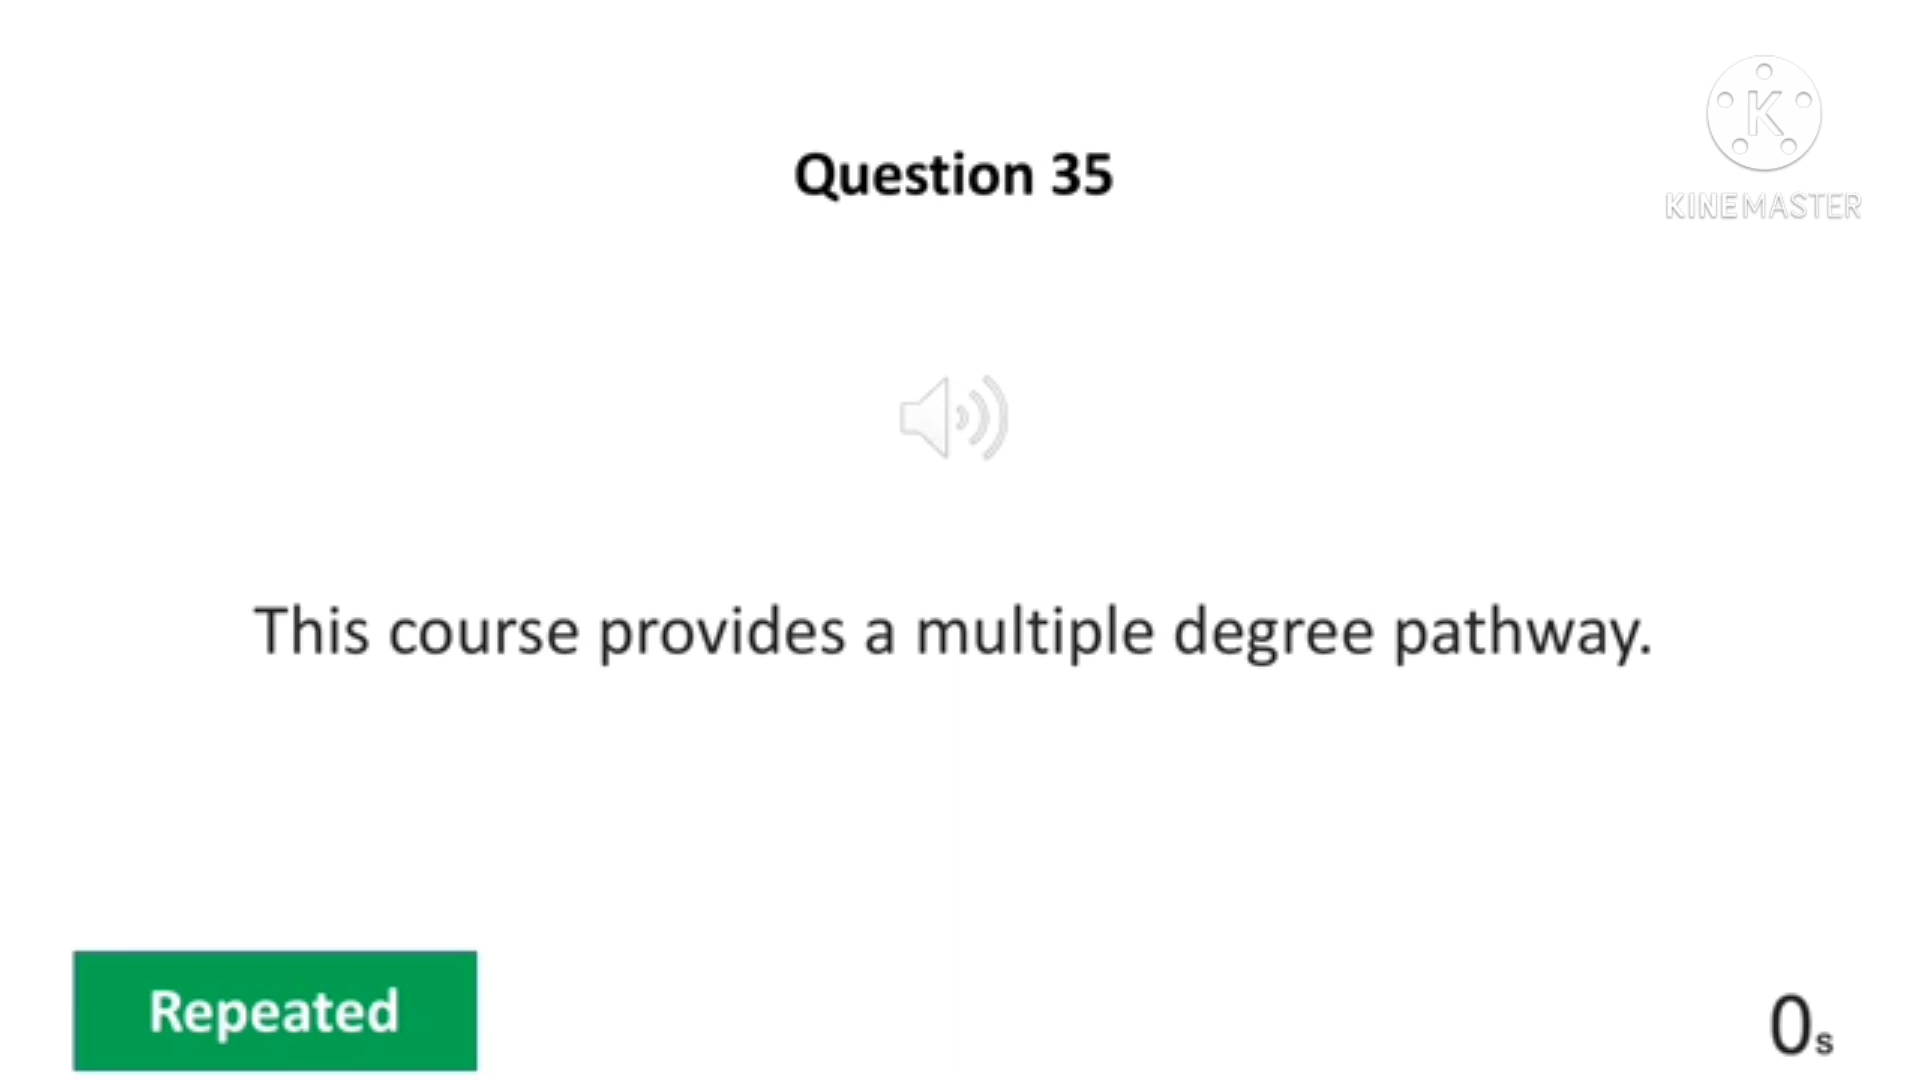 Question 35
K
KINEMASTER
This course provides a multiple degree pathway.
Repeated
0s